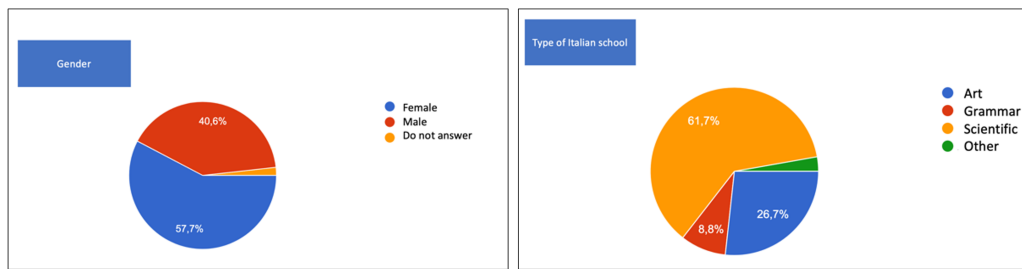 Gender
40,6%
57,7%
Female
Male
Do not answer
Type of Italian school
61,7%
8,8%
26,7%
Art
Grammar
Scientific
Other